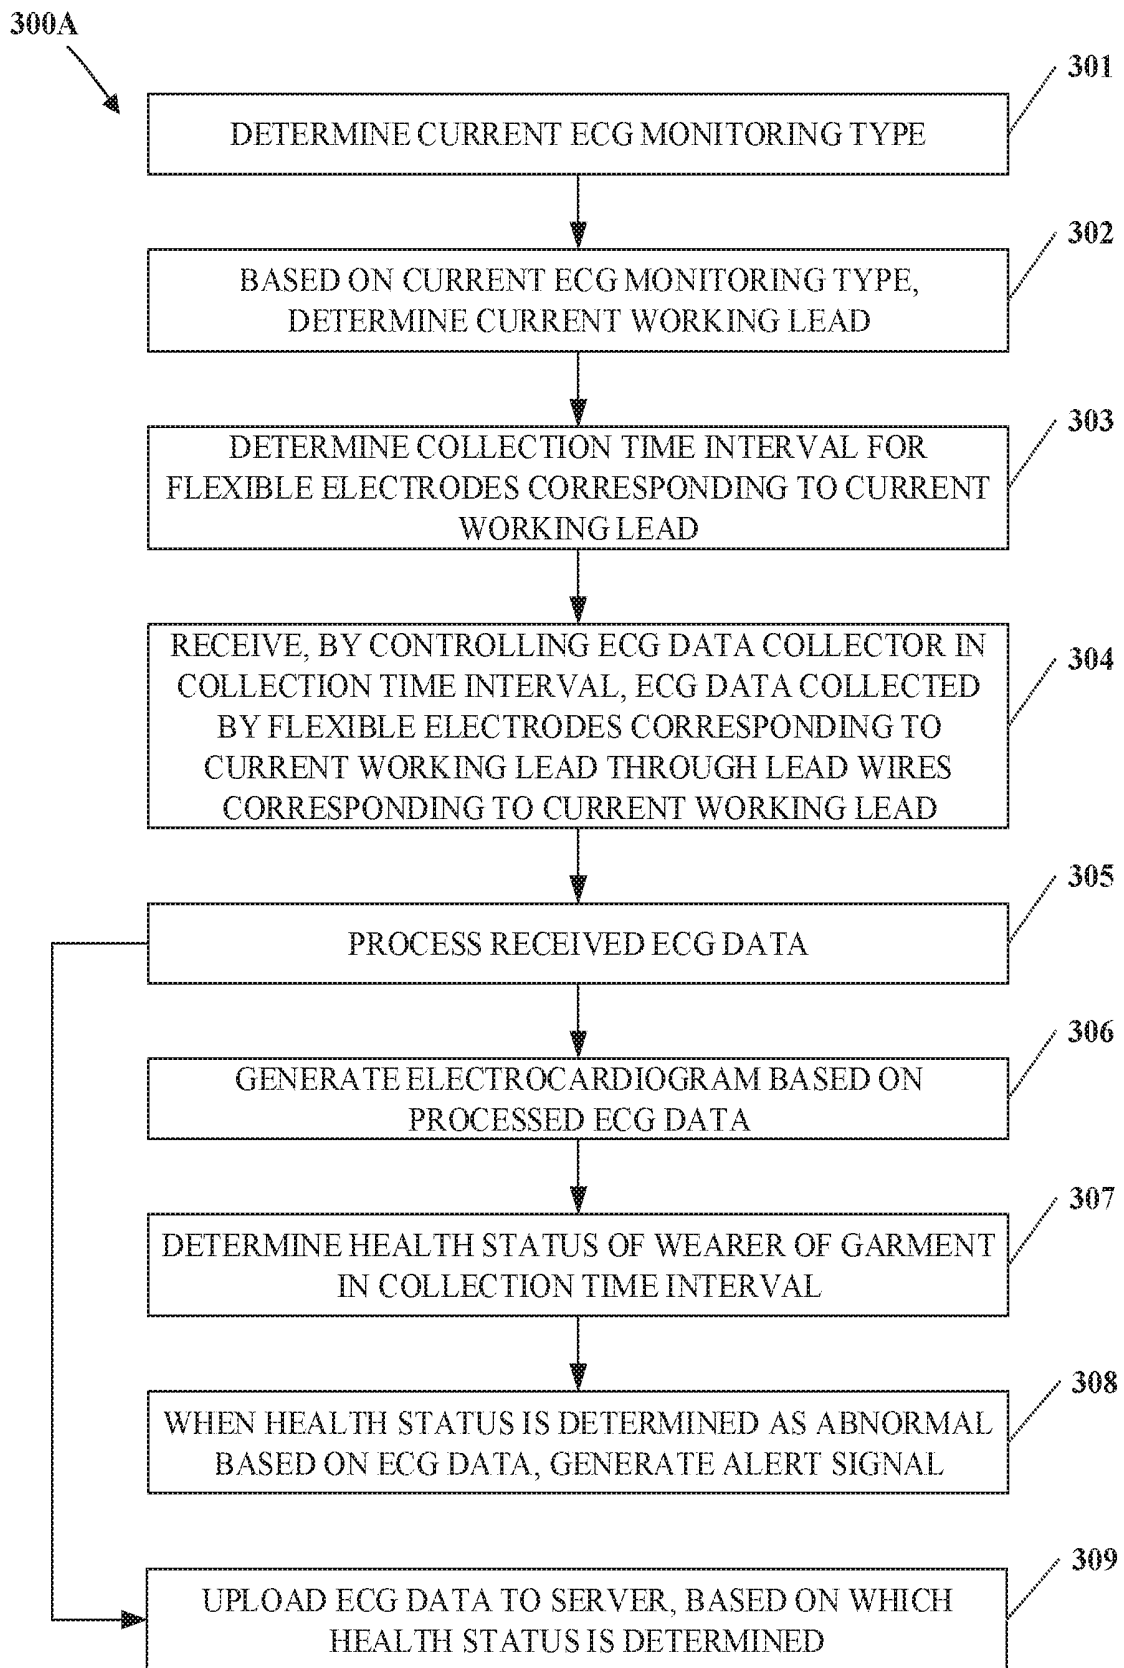 300A
301
DETERMINE CURRENT ECG MONITORING TYPE
302
BASED ON CURRENT ECG MONITORING TYPE,
DETERMINE CURRENT WORKING LEAD
303
DETERMINE COLLECTION TIME INTERVAL FOR
FLEXIBLE ELECTRODES CORRESPONDING TO CURRENT
WORKING LEAD
304
RECEIVE, BY CONTROLLING ECG DATA COLLECTOR IN
COLLECTION TIME INTERVAL, ECG DATA COLLECTED
BY FLEXIBLE ELECTRODES CORRESPONDING TO
CURRENT WORKING LEAD THROUGH LEAD WIRES
CORRESPONDING TO CURRENT WORKING LEAD
305
PROCESS RECEIVED ECG DATA
306
GENERATE ELECTROCARDIOGRAM BASED ON
PROCESSED ECG DATA
307
DETERMINE HEALTH STATUS OF WEARER OF GARMENT
IN COLLECTION TIME INTERVAL
308
WHEN HEALTH STATUS IS DETERMINED AS ABNORMAL
BASED ON ECG DATA, GENERATE ALERT SIGNAL
309
UPLOAD ECG DATA TO SERVER, BASED ON WHICH
HEALTH STATUS IS DETERMINED